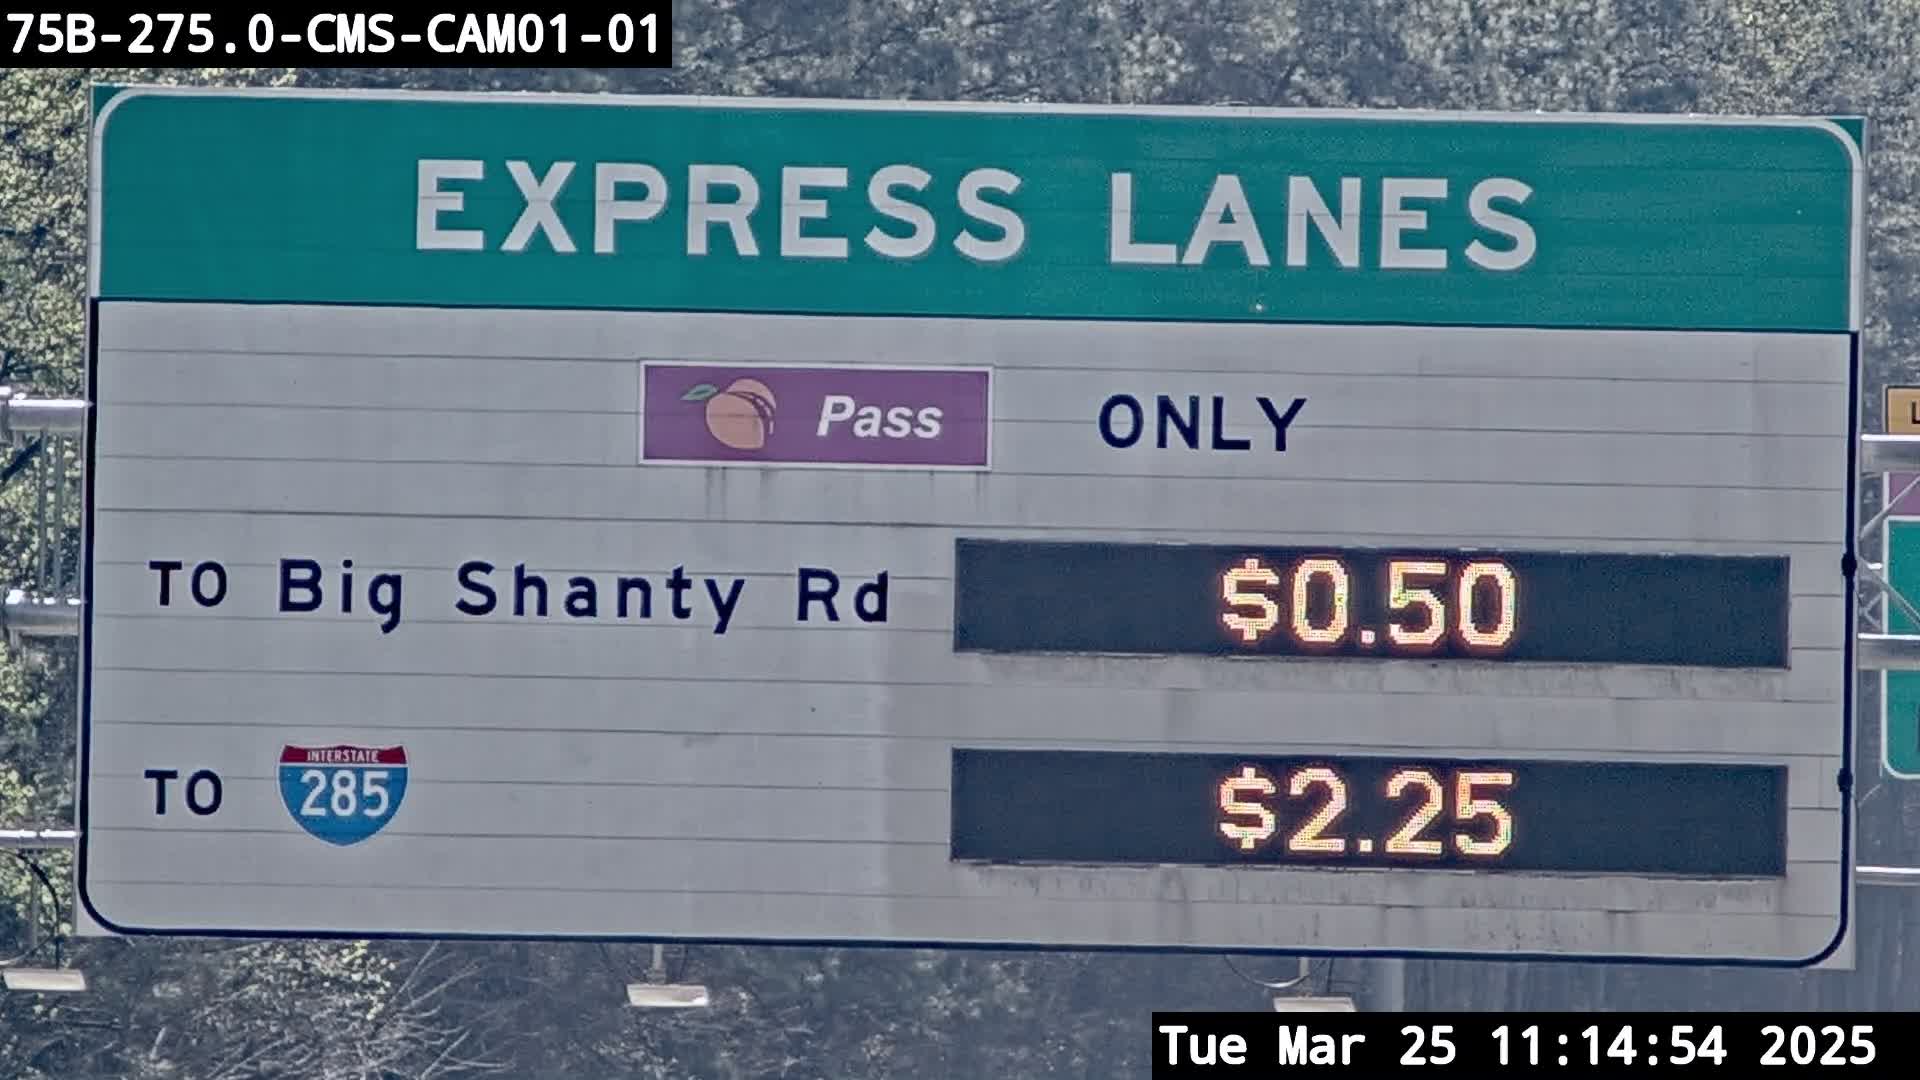 75B-275.0-CMS-CAM01-01
EXPRESS LANES
Pass ONLY
TO Big Shanty Rd $0.50
INTERSTATE
TO 285 $2.25
Tue Mar 25 11:14:54 2025